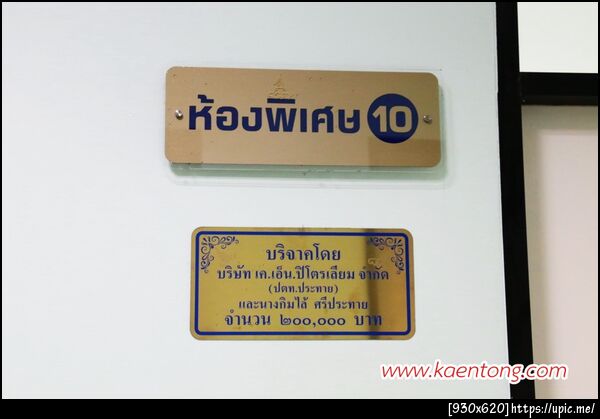 ห้องพิเศษ 10
บริจาคโดย
บริษัท เค.เอ็น.ปิโตรเลียม จำกัด
(ปตท.ประทาย)
และนางกิมไล้ ศรีประทาย
จำนวน ๒๐๐,๐๐๐ บาท
www.kaentong.com
[930x620]https://upic.me/